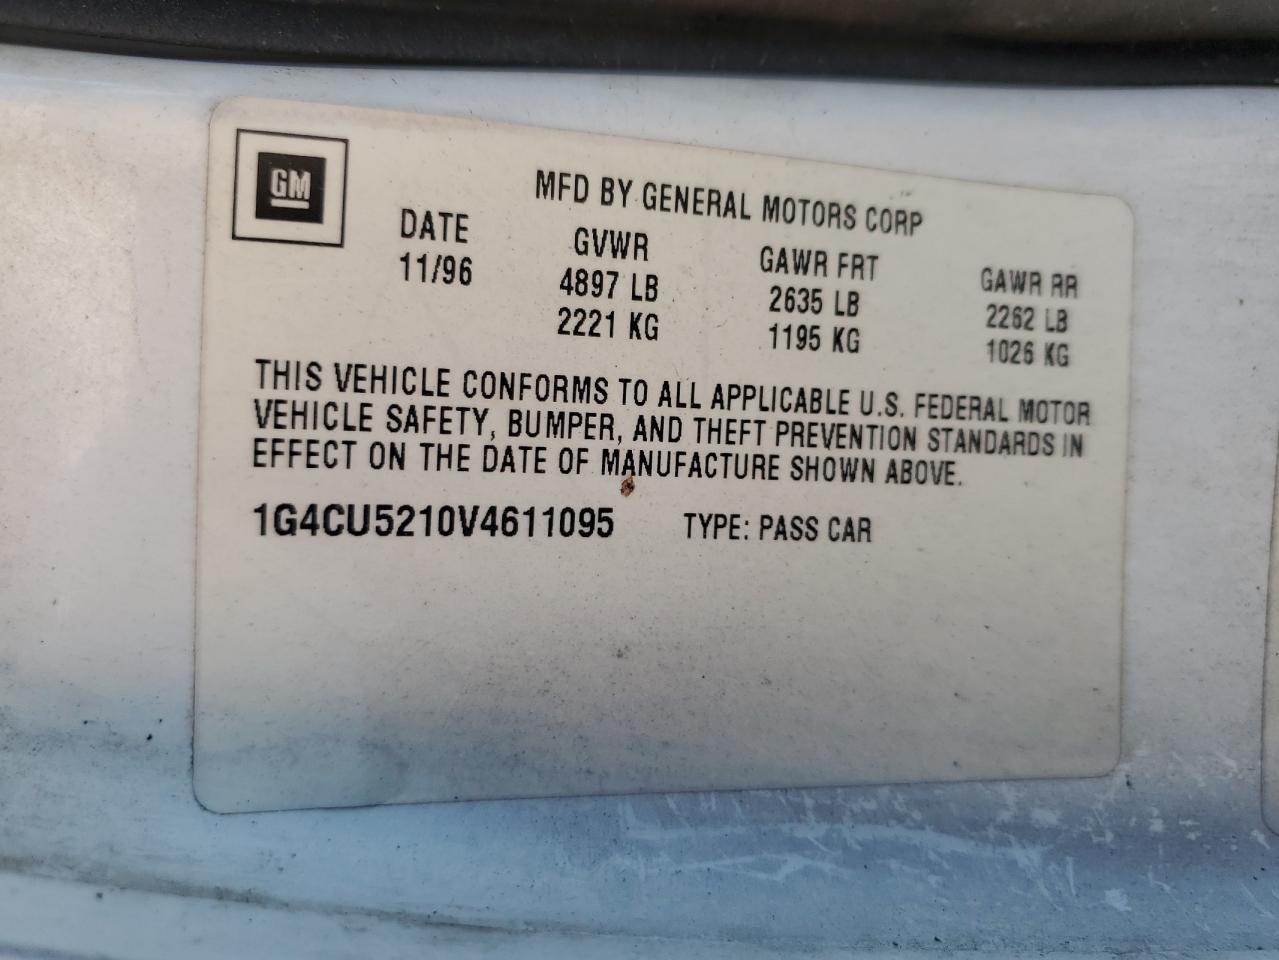 GM
MFD BY GENERAL MOTORS CORP
DATE GVWR GAWR FRT GAWR RR
11/96 4897 LB 2635 LB 2262 LB
2221 KG 1195 KG 1026 KG
THIS VEHICLE CONFORMS TO ALL APPLICABLE U.S. FEDERAL MOTOR
VEHICLE SAFETY, BUMPER, AND THEFT PREVENTION STANDARDS IN
EFFECT ON THE DATE OF MANUFACTURE SHOWN ABOVE.
1G4CU5210V4611095 TYPE: PASS CAR